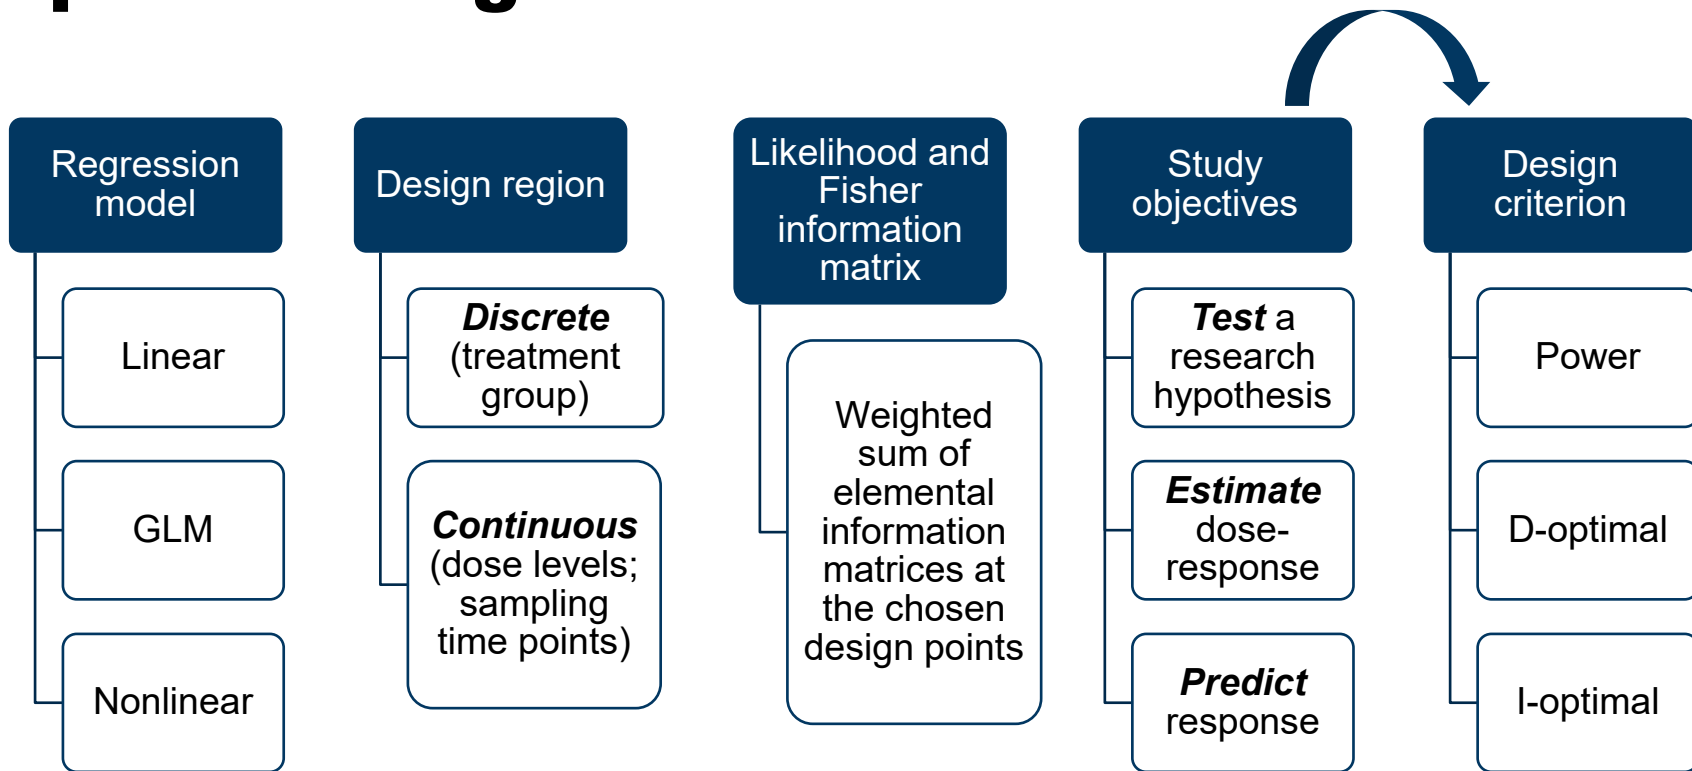 Regression
model
Linear
GLM
Nonlinear
Design region
Discrete
(treatment
group)
Continuous
(dose levels;
sampling
time points)
Likelihood and
Fisher
information
matrix
Weighted
sum of
elemental
information
matrices at
the chosen
design points
Study
objectives
Test a
research
hypothesis
Estimate
dose-
response
Predict
response
Design
criterion
Power
D-optimal
I-optimal